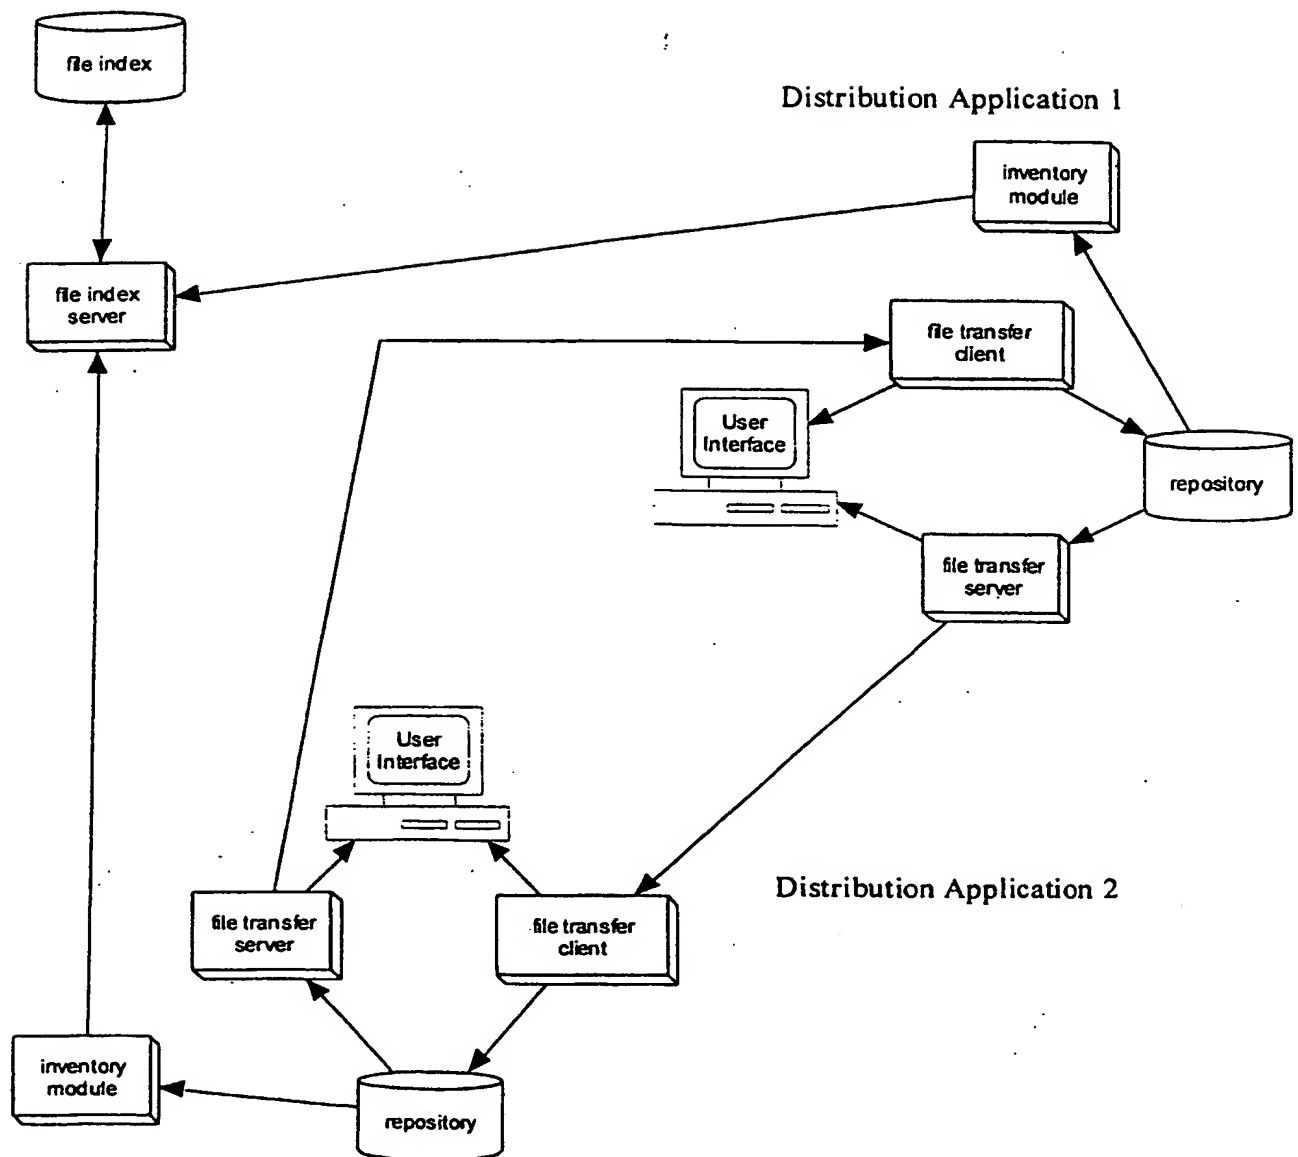 file index
Distribution Application 1
inventory
module
file index
server
file transfer
client
User
Interface
repository
file transfer
server
User
Interface
Distribution Application 2
file transfer
server
file transfer
client
inventory
module
repository